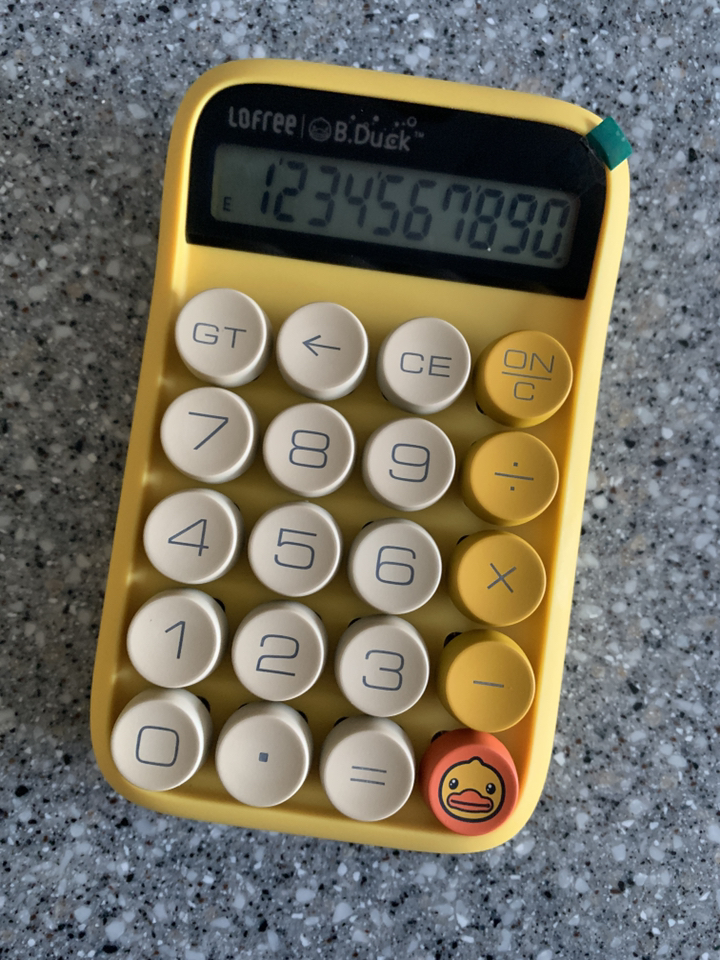 LOFREE | B.Duck™
E 1234567890.
GT ← CE ON/C
7 8 9 ÷
4 5 6 ×
1 2 3 −
0 . =